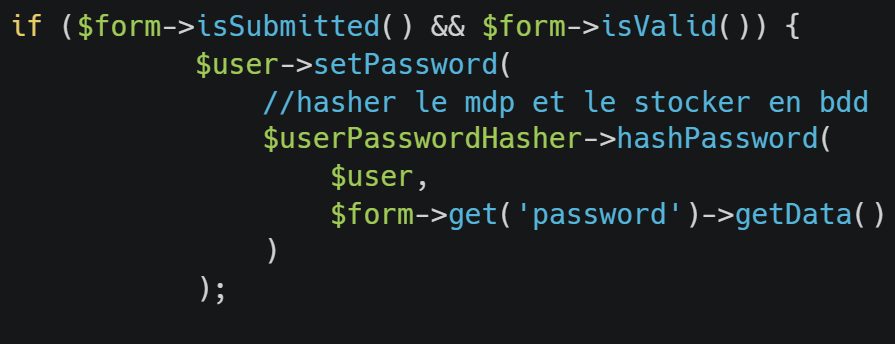 if ($form->isSubmitted() && $form->isValid()) {
$user->setPassword(
//hasher le mdp et le stocker en bdd
$userPasswordHasher->hashPassword(
$user,
$form->get('password')->getData()
)
);